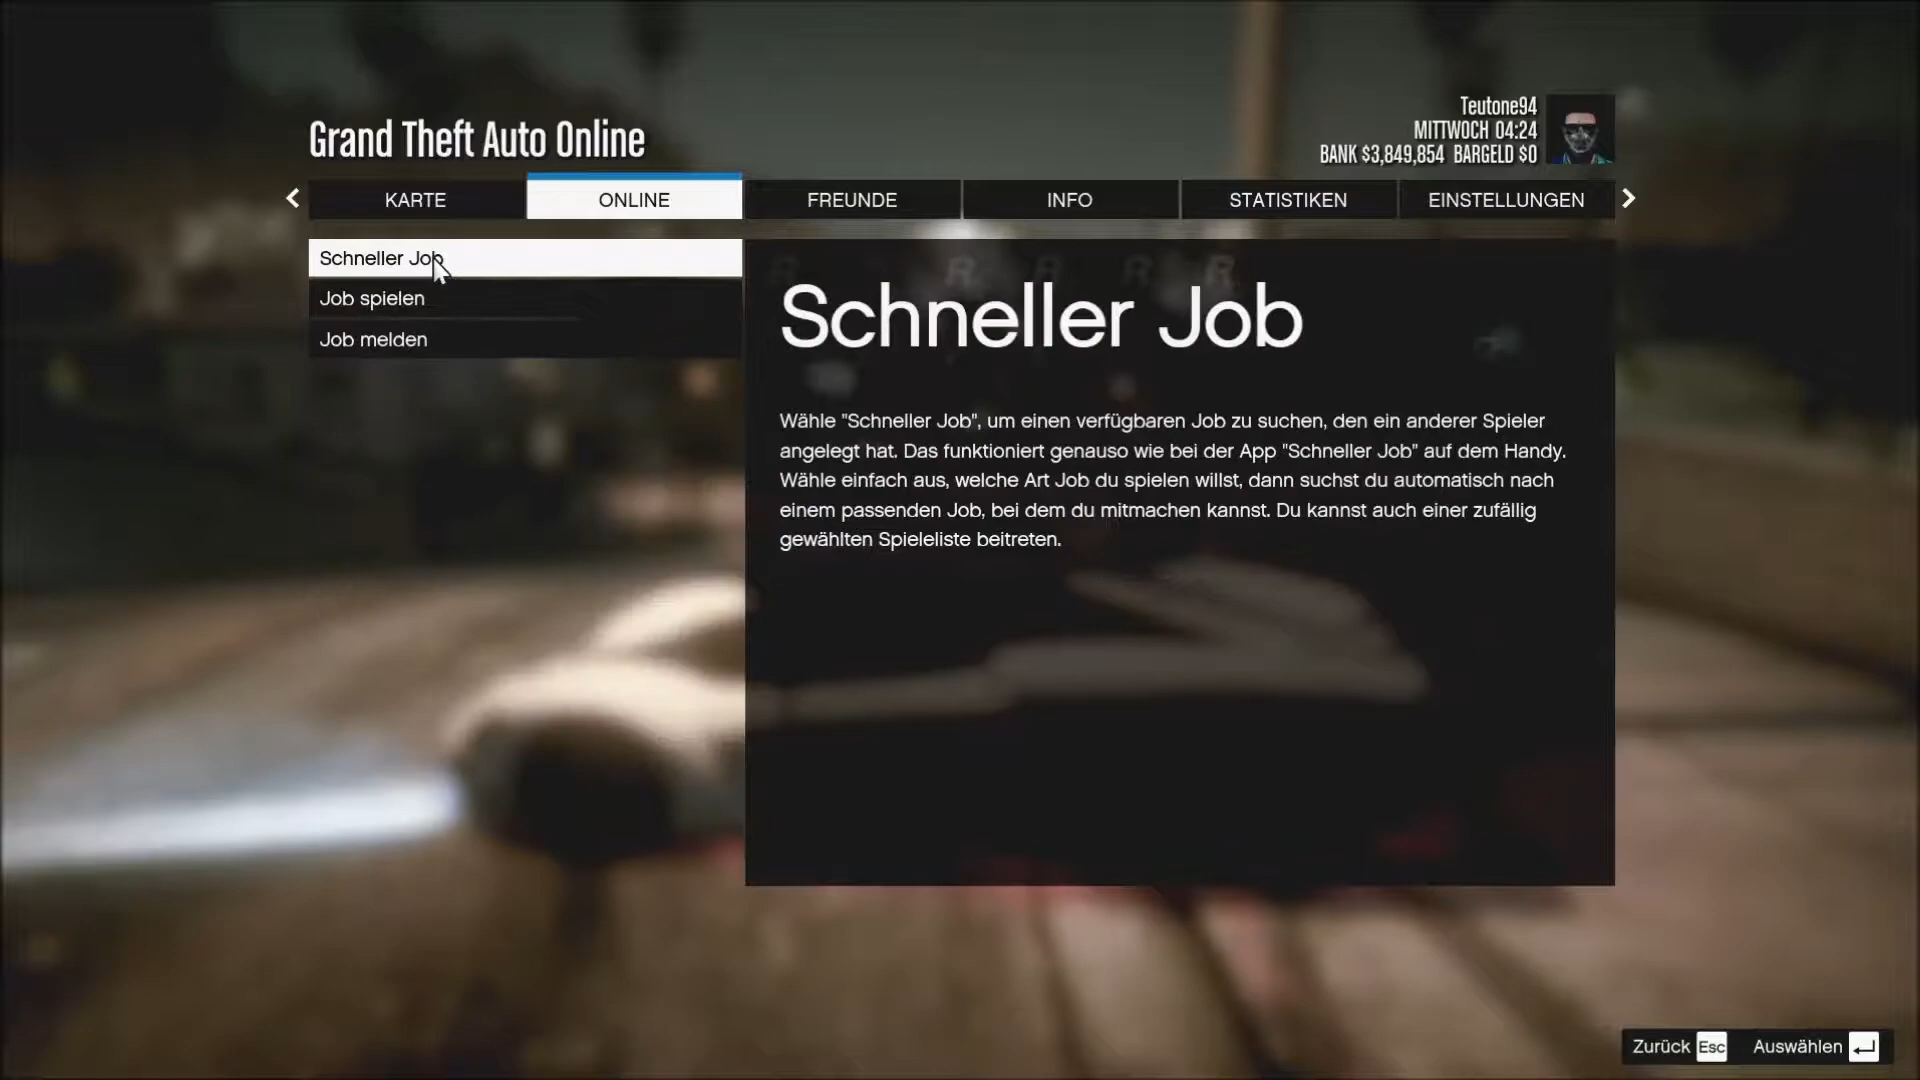 Grand Theft Auto Online
Teutone94
MITTWOCH 04:24
BANK $3,849,854 BARGELD $0
KARTE
ONLINE
FREUNDE
INFO
STATISTIKEN
EINSTELLUNGEN
Schneller Job
Job spielen
Job melden
Schneller Job
Wähle "Schneller Job", um einen verfügbaren Job zu suchen, den ein anderer Spieler
angelegt hat. Das funktioniert genauso wie bei der App "Schneller Job" auf dem Handy.
Wähle einfach aus, welche Art Job du spielen willst, dann suchst du automatisch nach
einem passenden Job, bei dem du mitmachen kannst. Du kannst auch einer zufällig
gewählten Spieleliste beitreten.
Zurück Esc Auswählen